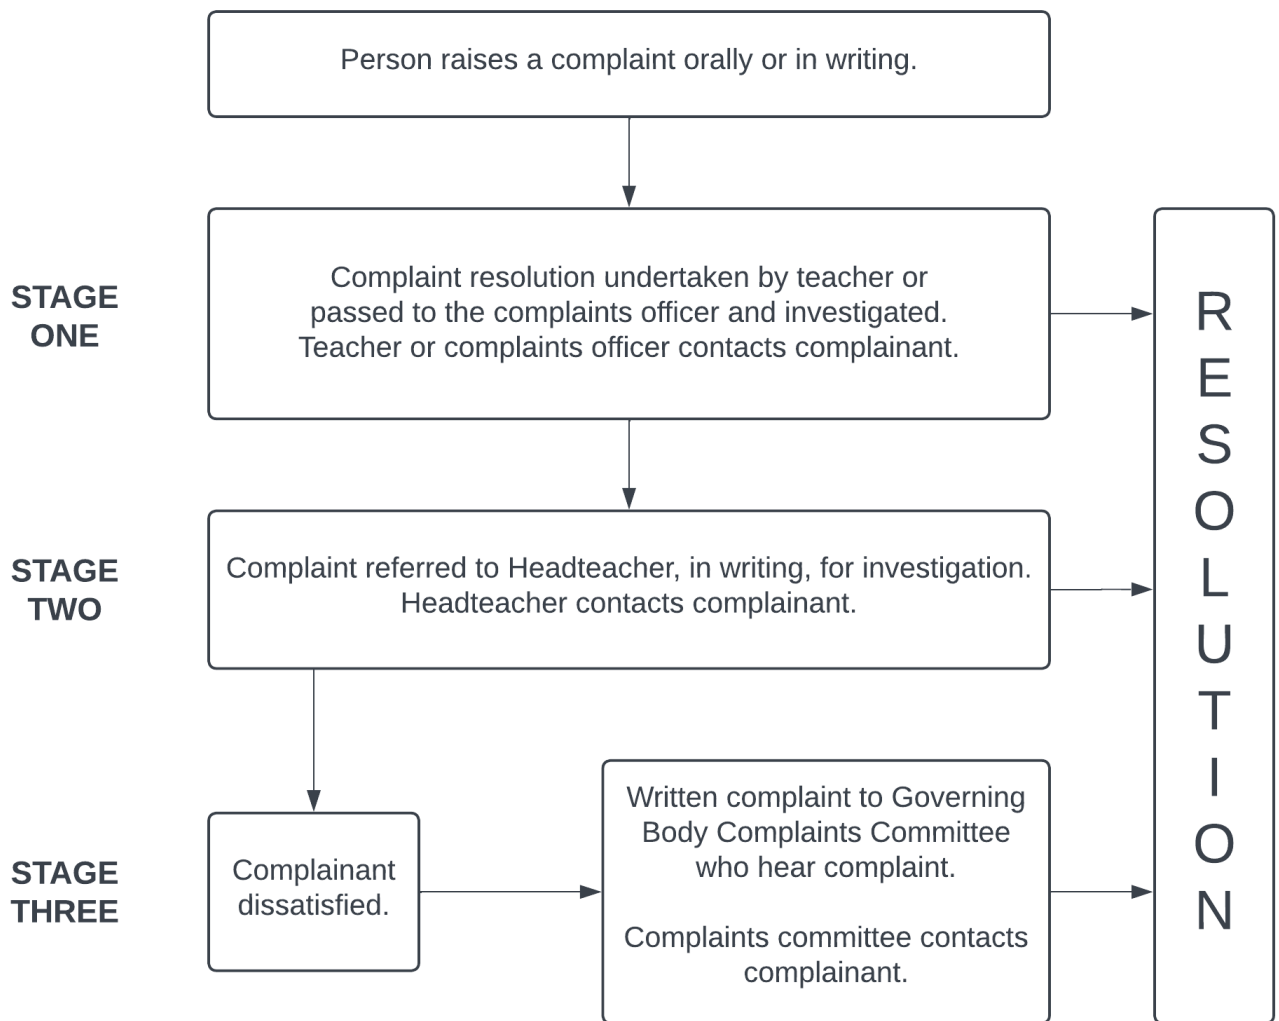 Person raises a complaint orally or in writing.
STAGE
ONE
Complaint resolution undertaken by teacher or
passed to the complaints officer and investigated.
Teacher or complaints officer contacts complainant.
STAGE
TWO
Complaint referred to Headteacher, in writing, for investigation.
Headteacher contacts complainant.
STAGE
THREE
Complainant
dissatisfied.
Written complaint to Governing
Body Complaints Committee
who hear complaint.
Complaints committee contacts
complainant.
R
E
S
O
L
U
T
I
O
N